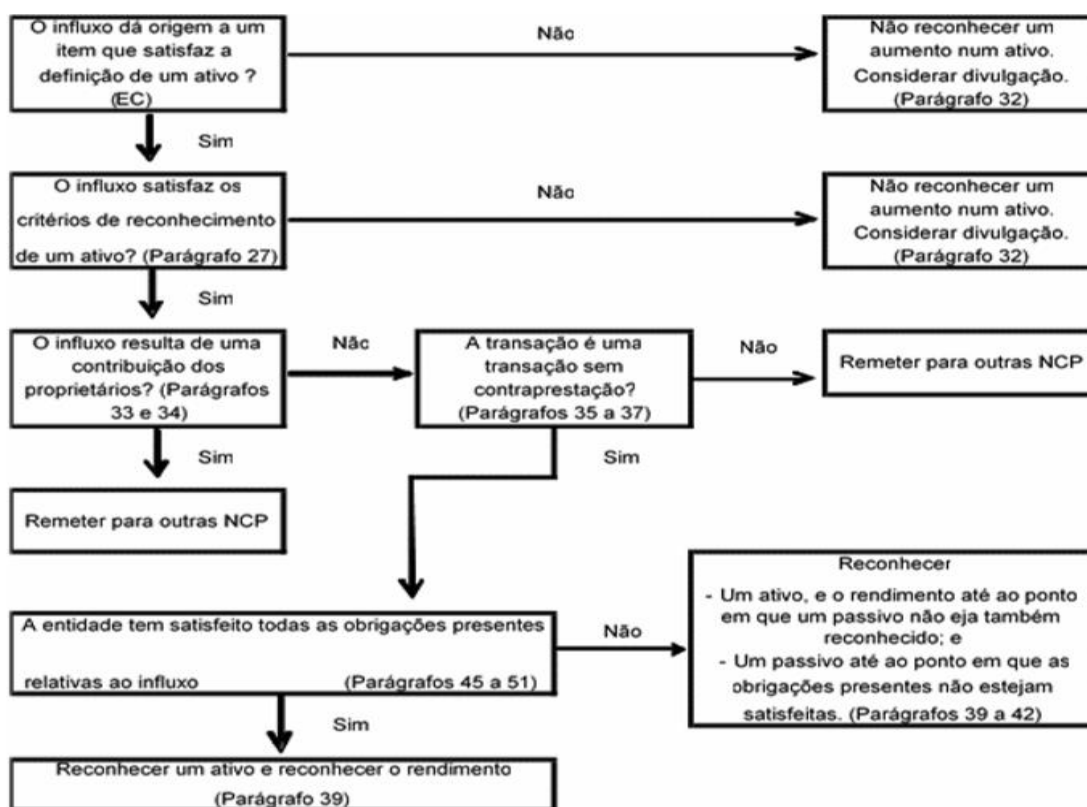 O influxo dá origem a um
item que satisfaz a
definição de um ativo ?
(EC)
Não
Não reconhecer um
aumento num ativo.
Considerar divulgação.
(Parágrafo 32)
Sim
O influxo satisfaz os
critérios de reconhecimento
de um ativo? (Parágrafo 27)
Não
Não reconhecer um
aumento num ativo.
Considerar divulgação.
(Parágrafo 32)
Sim
O influxo resulta de uma
contribuição dos
proprietários? (Parágrafos
33 e 34)
Nãc
A transação é uma
transação sem
contraprestação?
(Parágrafos 35 a 37)
Não
Remeter para outras NCP
Sim
Sim
Remeter para outras NCP
A entidade tem satisfeito todas as obrigações presentes
relativas ao influxo (Parágrafos 45 a 51)
Não
Reconhecer
- Um ativo, e o rendimento até ao ponto
em que um passivo não eja também
reconhecido; e
- Um passivo até ao ponto em que as
obrigações presentes não estejam
satisfeitas. (Parágrafos 39 a 42)
Sim
Reconhecer um ativo e reconhecer o rendimento
(Parágrafo 39)